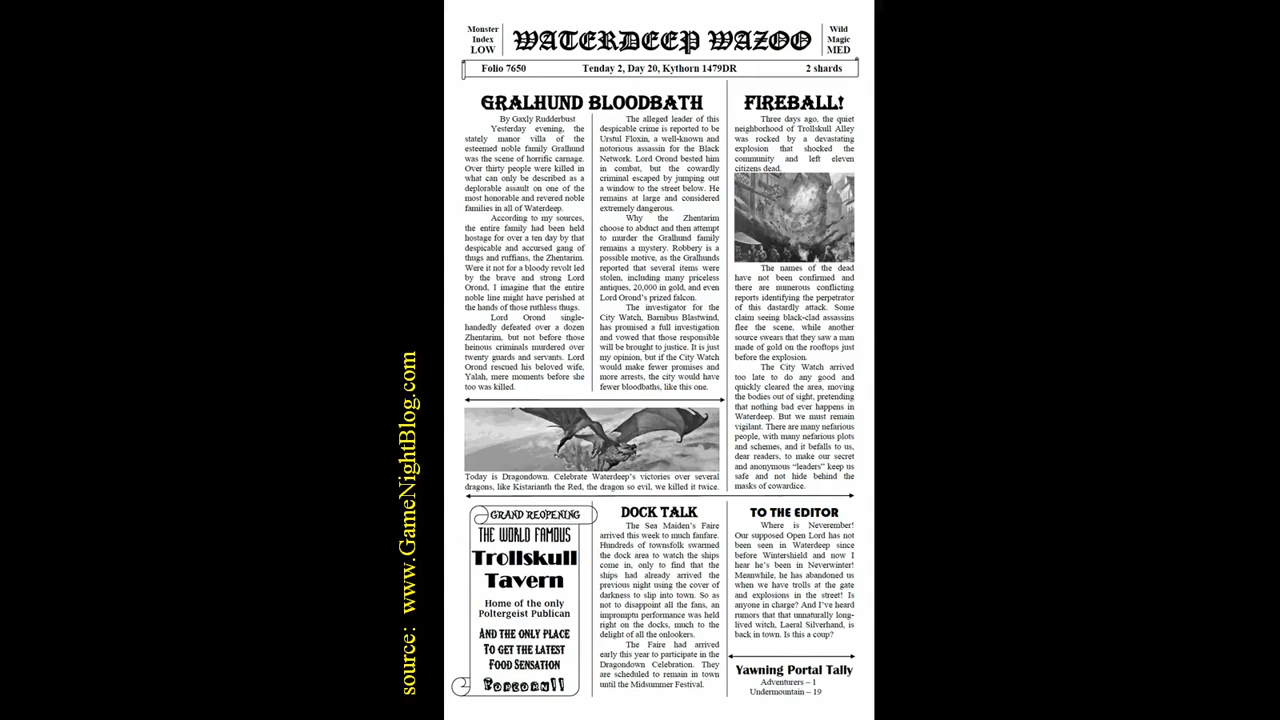 Monster
Index
LOW
WATERDEEP WAZOO
Wild
Magic
MED
Folio 7650
Tenday 2, Day 20, Kythorn 1479DR
2 shards
GRALHUND BLOODBATH
By Gaxly Rudderbust
Yesterday evening, the
stately manor villa of the
esteemed noble family Gralhund
was the scene of horrific carnage.
Over thirty people were killed in
what can only be described as a
deplorable assault on one of the
most honorable and revered noble
families in all of Waterdeep.
According to my sources,
the entire family had been held
hostage for over a ten day by that
despicable and accursed gang of
thugs and ruffians, the Zhentarim.
Were it not for a bloody revolt led
by the brave and strong Lord
Orond, I imagine that the entire
noble line might have perished at
the hands of those ruthless thugs.
Lord Orond single-
handedly defeated over a dozen
Zhentarim, but not before those
heinous criminals murdered over
twenty gnards and servants. Lord
Orond rescued his beloved wife,
Yalah, mere moments before she
too was killed.
The alleged leader of this
despicable crime is reported to be
Urstul Floxin, a well-known and
notorious assassin for the Black
Network. Lord Orond bested him
in combat, but the cowardly
criminal escaped by jumping out
a window to the street below. He
remains at large and considered
extremely dangerous.
Why the Zhentarim
choose to abduct and then attempt
to murder the Gralhund family
remains a mystery. Robbery is a
possible motive, as the Gralhunds
reported that several items were
stolen, including many priceless
antiques, 20,000 in gold, and even
Lord Orond's prized falcon.
The investigator for the
City Watch, Barnibus Blastwind,
has promised a full investigation
and vowed that those responsible
will be brought to justice. It is just
my opinion, but if the City Watch
would make fewer promises and
more arrests, the city would have
fewer bloodbaths, like this one.
FIREBALL!
Three days ago, the quiet
neighborhood of Trollskull Alley
was rocked by a devastating
explosion that shocked the
community and left eleven
citizens dead.
The names of the dead
have not been confirmed and
there are numerous conflicting
reports identifying the perpetrator
of this dastardly attack. Some
claim seeing black-clad assassins
flee the scene, while another
source swears that they saw a man
made of gold on the rooftops just
before the explosion.
The City Watch arrived
too late to do any good and
quickly cleared the area, moving
the bodies out of sight, pretending
that nothing bad ever happens in
Waterdeep. But we must remain
vigilant. There are many nefarious
people, with many nefarious plots
and schemes, and it befalls to us,
dear readers, to make our secret
and anonymous “leaders” keep us
safe and not hide behind the
masks of cowardice.
Today is Dragondown. Celebrate Waterdeep's victories over several
dragons, like Kistarianth the Red, the dragon so evil, we killed it twice.
GRAND REOPENING
THE WORLD FAMOUS
Trollskull
Tavern
Home of the only
Poltergeist Publican
AND THE ONLY PLACE
TO GET THE LATEST
FOOD SENSATION
POPCORN!!
DOCK TALK
The Sea Maiden's Faire
arrived this week to much fanfare.
Hundreds of townsfolk swarmed
the dock area to watch the ships
come in, only to find that the
ships had already arrived the
previous night using the cover of
darkness to slip into town. So as
not to disappoint all the fans, an
impromptu performance was held
right on the docks, much to the
delight of all the onlookers.
The Faire had arrived
early this year to participate in the
Dragondown Celebration. They
are scheduled to remain in town
until the Midsummer Festival.
TO THE EDITOR
Where is Neverember!
Our supposed Open Lord has not
been seen in Waterdeep since
before Wintershield and now I
hear he's been in Neverwinter!
Meanwhile, he has abandoned us
when we have trolls at the gate
and explosions in the street! Is
anyone in charge? And I've heard
rumors that that unnaturally long-
lived witch, Laeral Silverhand, is
back in town. Is this a coup?
Yawning Portal Tally
Adventurers – 1
Undermountain – 19
source: www.GameNightBlog.com